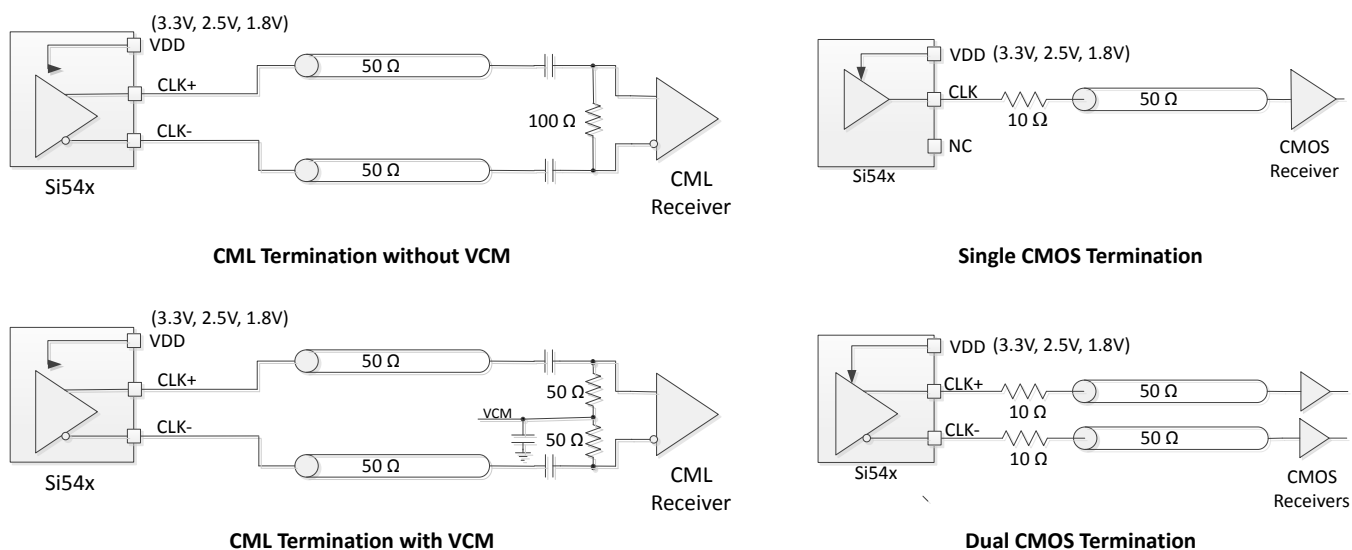 (3.3V, 2.5V, 1.8V)
VDD
CLK+
50 Ω
100 Ω
CLK-
50 Ω
Si54x
CML
Receiver
CML Termination without VCM
VDD (3.3V, 2.5V, 1.8V)
CLK
10 Ω
50 Ω
NC
Si54x
CMOS
Receiver
Single CMOS Termination
(3.3V, 2.5V, 1.8V)
VDD
CLK+
50 Ω
50 Ω
VCM
50 Ω
CLK-
50 Ω
Si54x
CML
Receiver
CML Termination with VCM
VDD (3.3V, 2.5V, 1.8V)
CLK+
10 Ω
50 Ω
CLK-
10 Ω
50 Ω
Si54x
CMOS
Receivers
Dual CMOS Termination